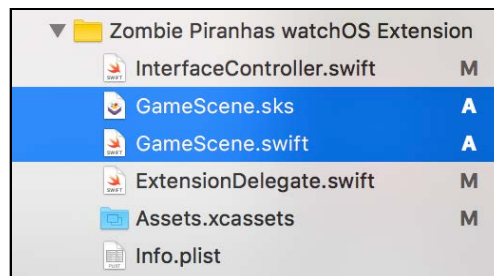 Zombie Piranhas watchOS Extension
InterfaceController.swift M
GameScene.sks A
GameScene.swift A
ExtensionDelegate.swift M
Assets.xcassets M
Info.plist